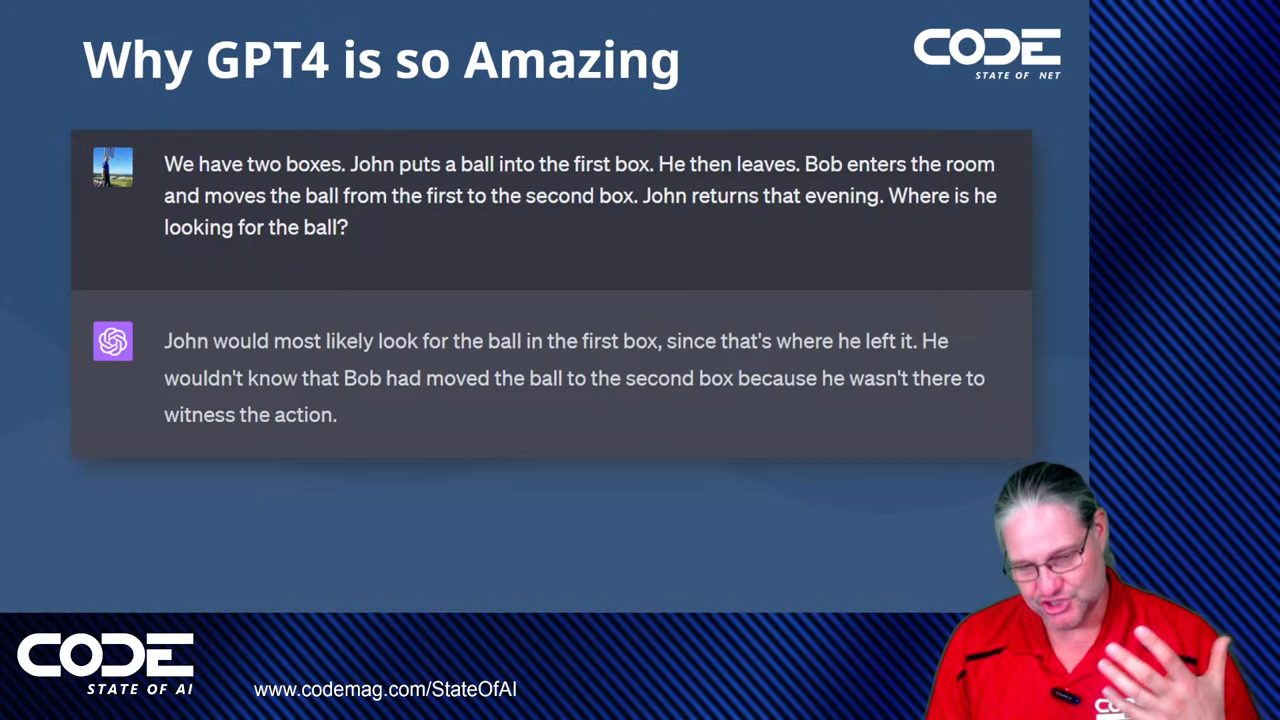 Why GPT4 is so Amazing
CODE
STATE OF NET
We have two boxes. John puts a ball into the first box. He then leaves. Bob enters the room
and moves the ball from the first to the second box. John returns that evening. Where is he
looking for the ball?
John would most likely look for the ball in the first box, since that's where he left it. He
wouldn't know that Bob had moved the ball to the second box because he wasn't there to
witness the action.
CODE
STATE OF AI
www.codemag.com/StateOfAI